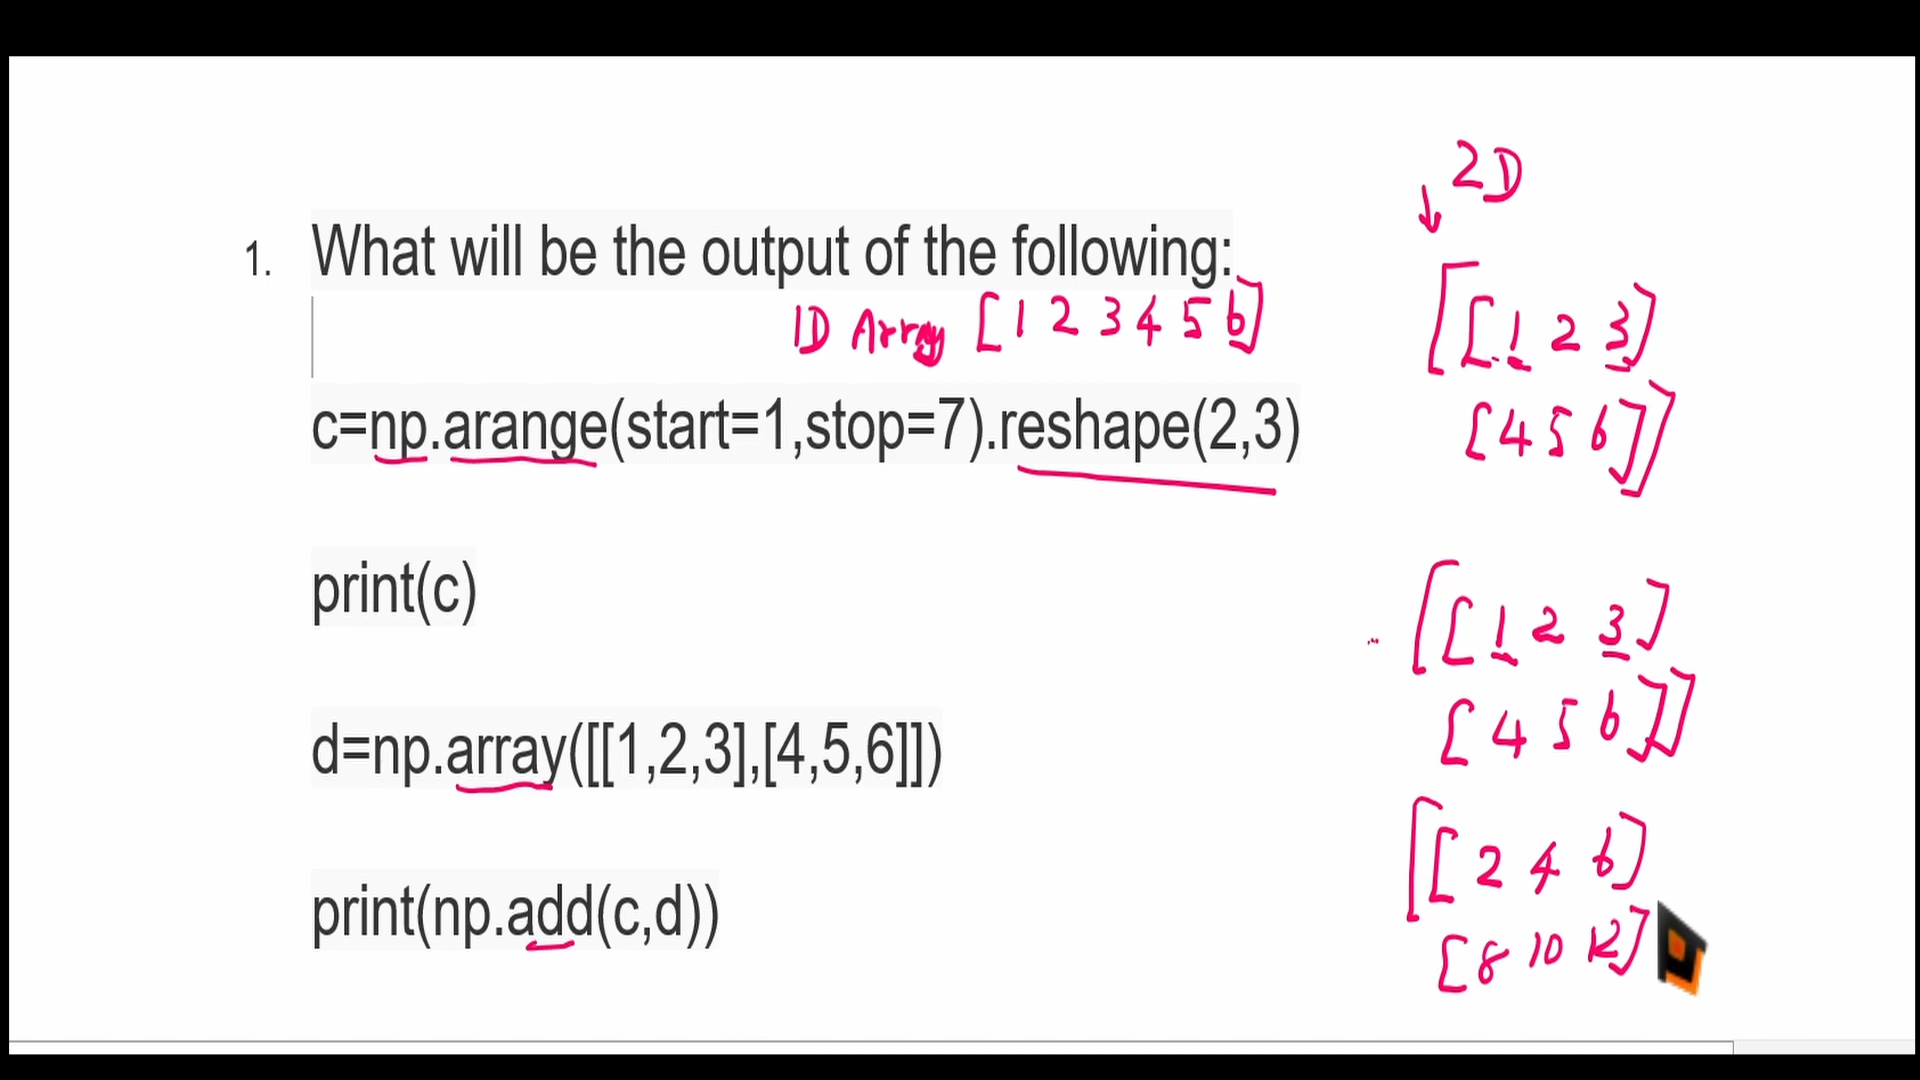 2D
1. What will be the output of the following:
1D Array [1 2 3 4 5 6]
[[1 2 3]
c=np.arange(start=1,stop=7).reshape(2,3)
[4 5 6]]
print(c)
[[1 2 3]
[4 5 6]]
d=np.array([[1,2,3],[4,5,6]])
[[2 4 6]
print(np.add(c,d))
[8 10 12]